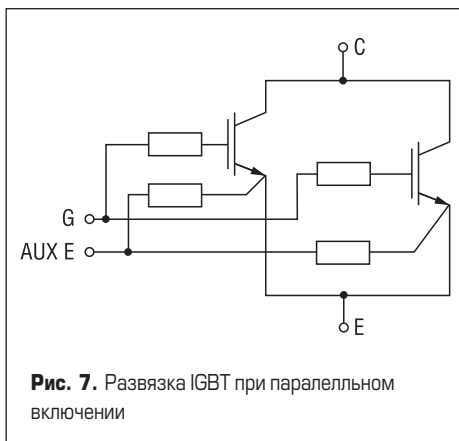 C
G
AUX E
E
Рис. 7. Развязка IGBT при паралелльном
включении